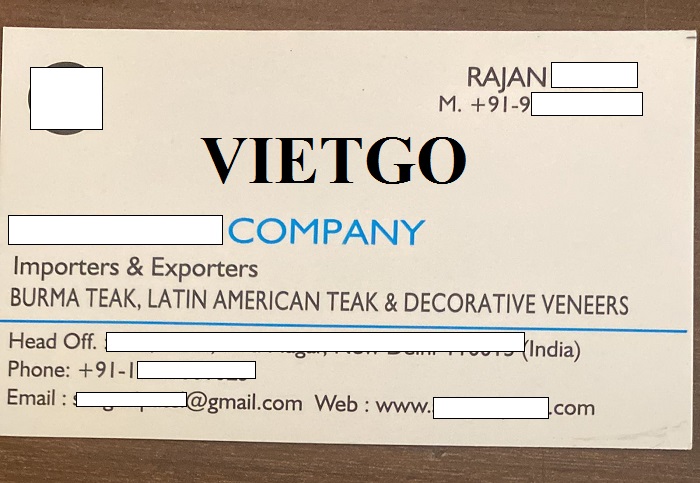 RAJAN
M. +91-9
VIETGO
COMPANY
Importers & Exporters
BURMA TEAK, LATIN AMERICAN TEAK & DECORATIVE VENEERS
Head Off. (India)
Phone: +91-1
Email : @gmail.com Web : www. .com